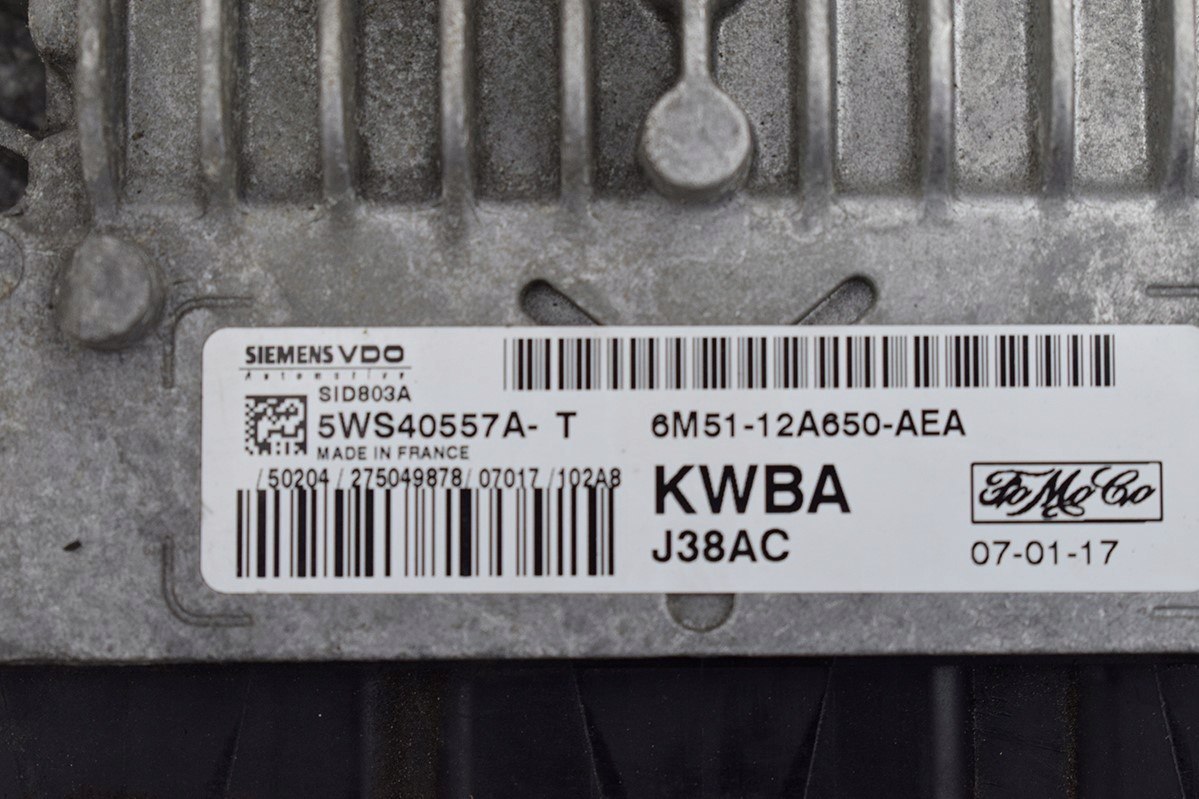 SIEMENS VDO
Automotive
SID803A
5WS40557A- T
MADE IN FRANCE
/50204/275049878/07017/102A8
6M51-12A650-AEA
KWBA
J38AC
FoMoCo
07-01-17